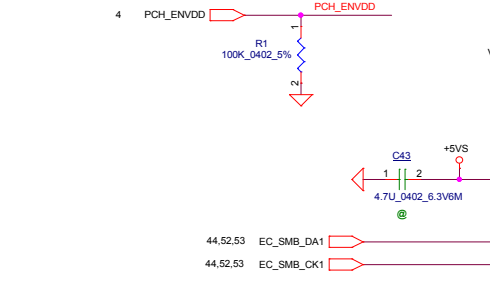 4 PCH_ENVDD PCH_ENVDD
1
R1
100K_0402_5%
2
+5VS
C43
1 2
4.7U_0402_6.3V6M
@
44,52,53 EC_SMB_DA1
44,52,53 EC_SMB_CK1